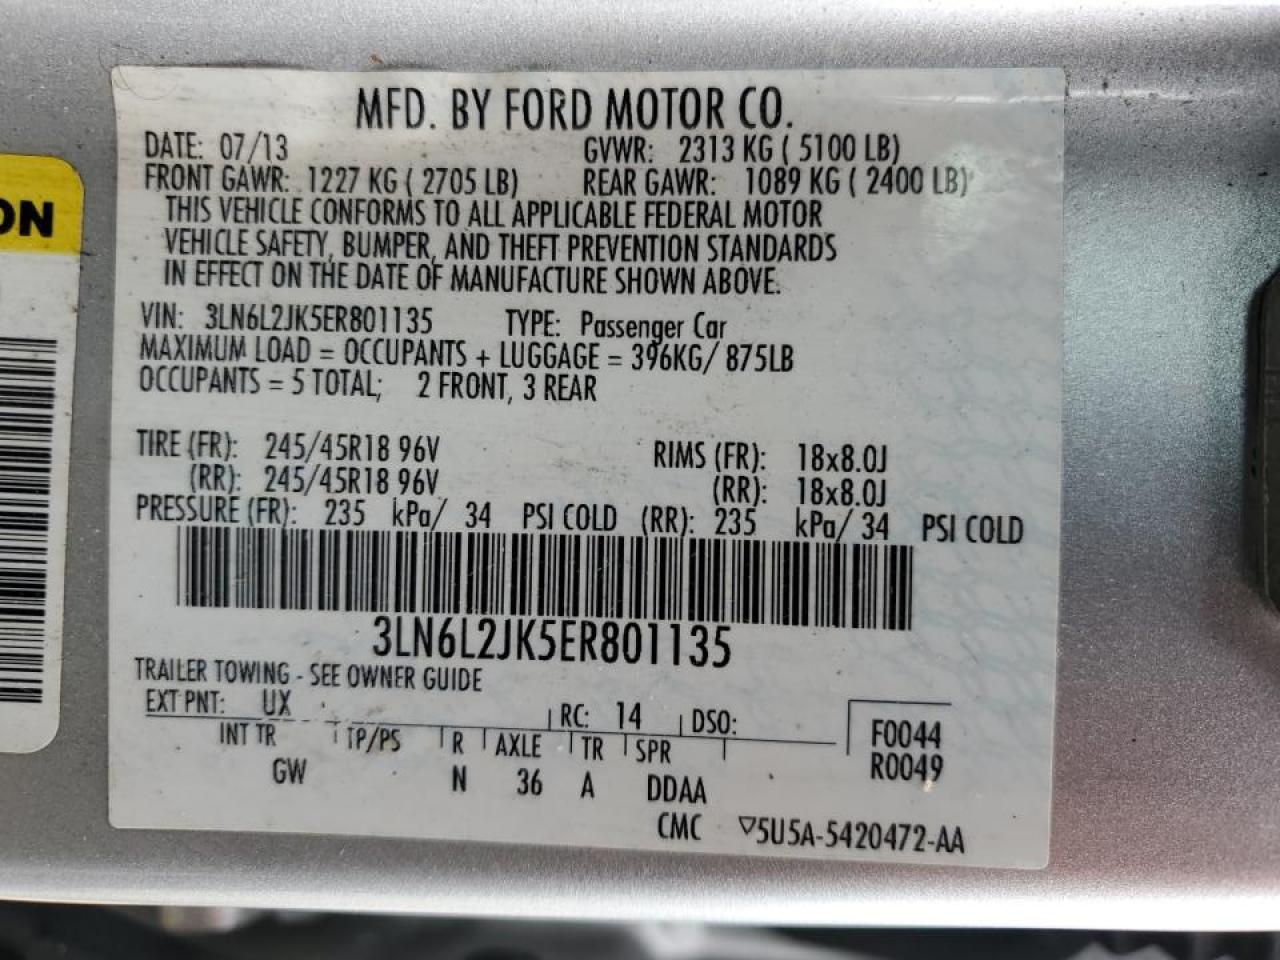 MFD. BY FORD MOTOR CO.
DATE: 07/13 GVWR: 2313 KG ( 5100 LB)
FRONT GAWR: 1227 KG ( 2705 LB) REAR GAWR: 1089 KG ( 2400 LB)
THIS VEHICLE CONFORMS TO ALL APPLICABLE FEDERAL MOTOR
VEHICLE SAFETY, BUMPER, AND THEFT PREVENTION STANDARDS
IN EFFECT ON THE DATE OF MANUFACTURE SHOWN ABOVE.
VIN: 3LN6L2JK5ER801135 TYPE: Passenger Car
MAXIMUM LOAD = OCCUPANTS + LUGGAGE = 396KG/ 875LB
OCCUPANTS = 5 TOTAL; 2 FRONT, 3 REAR
TIRE (FR): 245/45R18 96V RIMS (FR): 18x8.0J
(RR): 245/45R18 96V (RR): 18x8.0J
PRESSURE (FR): 235 kPa/ 34 PSI COLD (RR): 235 kPa/ 34 PSI COLD
3LN6L2JK5ER801135
TRAILER TOWING - SEE OWNER GUIDE
EXT PNT: UX RC: 14 DSO:
INT TR TP/PS R AXLE TR SPR F0044
GW N 36 A DDAA R0049
CMC ▽5U5A-5420472-AA
ON